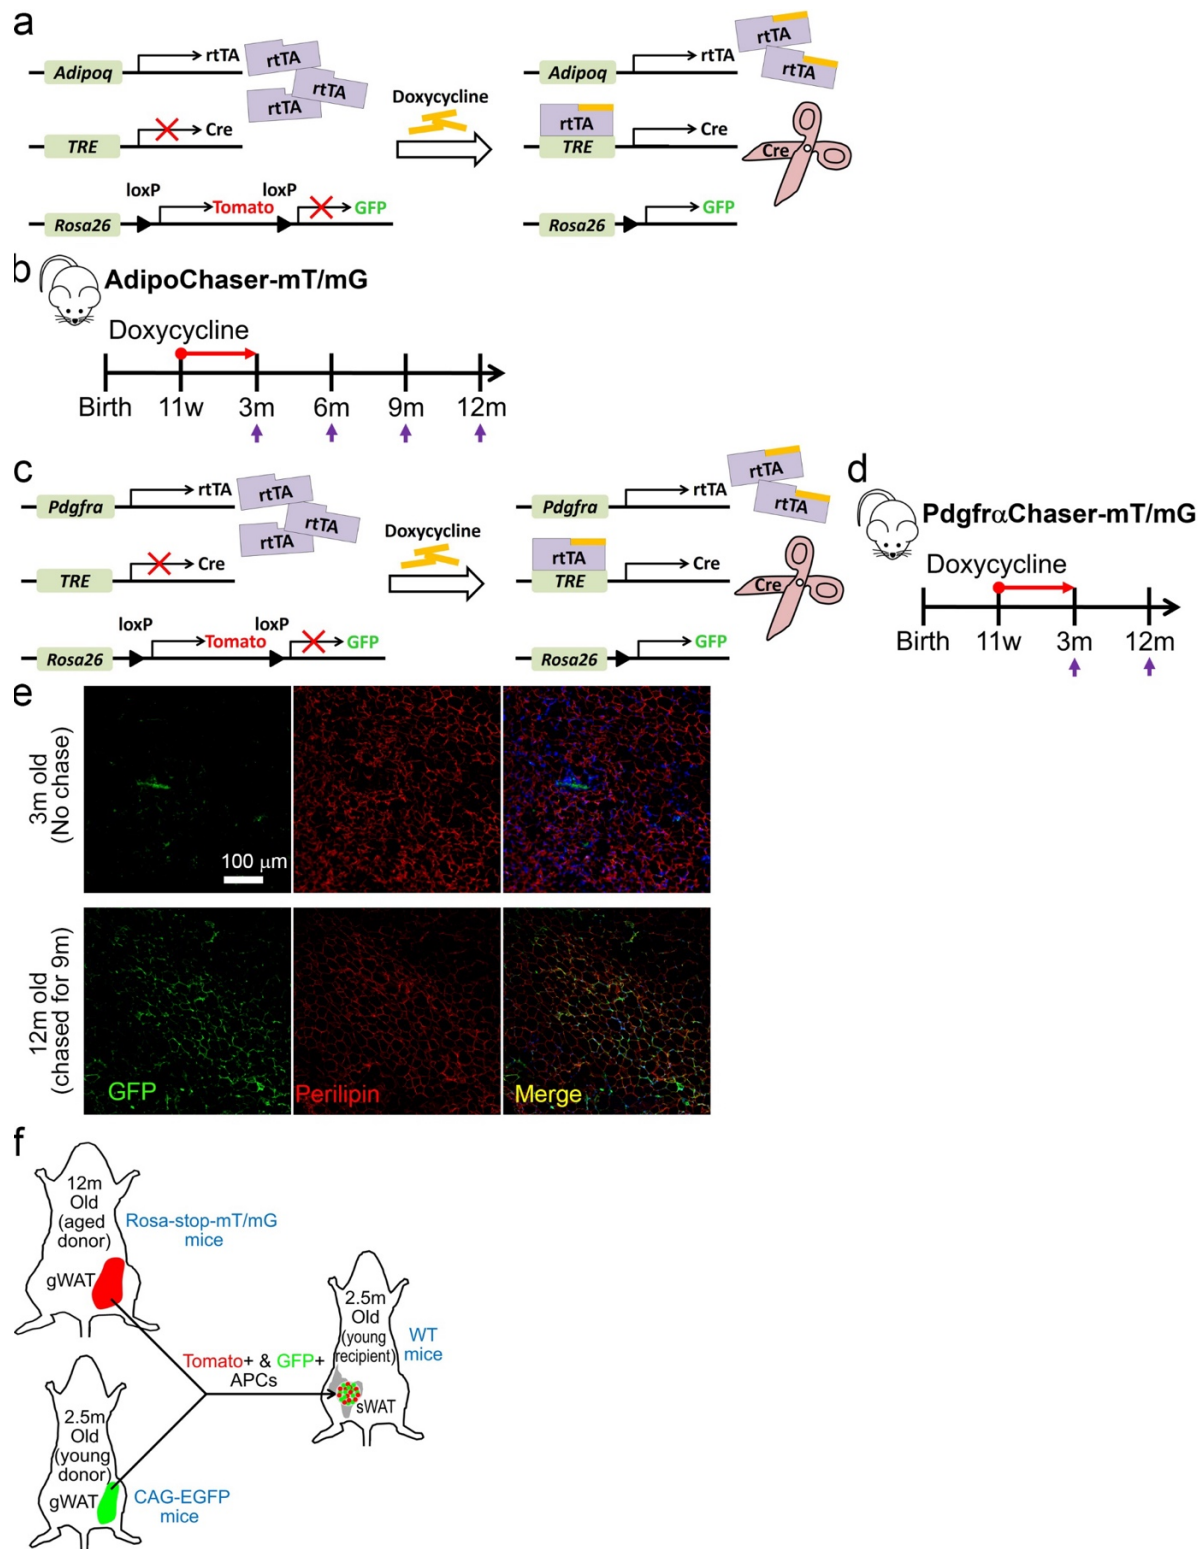 a
Adipoq
rtTA
rtTA
rtTA
rtTA
TRE
Cre
loxP
loxP
Rosa26
Tomato
GFP
Doxycycline
Adipoq
rtTA
rtTA
rtTA
rtTA
TRE
Cre
Cre
Rosa26
GFP
b
AdipoChaser-mT/mG
Doxycycline
Birth 11w 3m 6m 9m 12m
c
Pdgfra
rtTA
rtTA
rtTA
rtTA
TRE
Cre
loxP
loxP
Rosa26
Tomato
GFP
Doxycycline
Pdgfra
rtTA
rtTA
rtTA
rtTA
TRE
Cre
Cre
Rosa26
GFP
d
PdgfrαChaser-mT/mG
Doxycycline
Birth 11w 3m 12m
e
3m old
(No chase)
100 μm
12m old
(chased for 9m)
GFP
Perilipin
Merge
f
12m
Old
(aged
donor)
gWAT
Rosa-stop-mT/mG
mice
2.5m
Old
(young
donor)
gWAT
CAG-EGFP
mice
Tomato+ & GFP+
APCs
2.5m
Old
(young
recipient)
sWAT
WT
mice